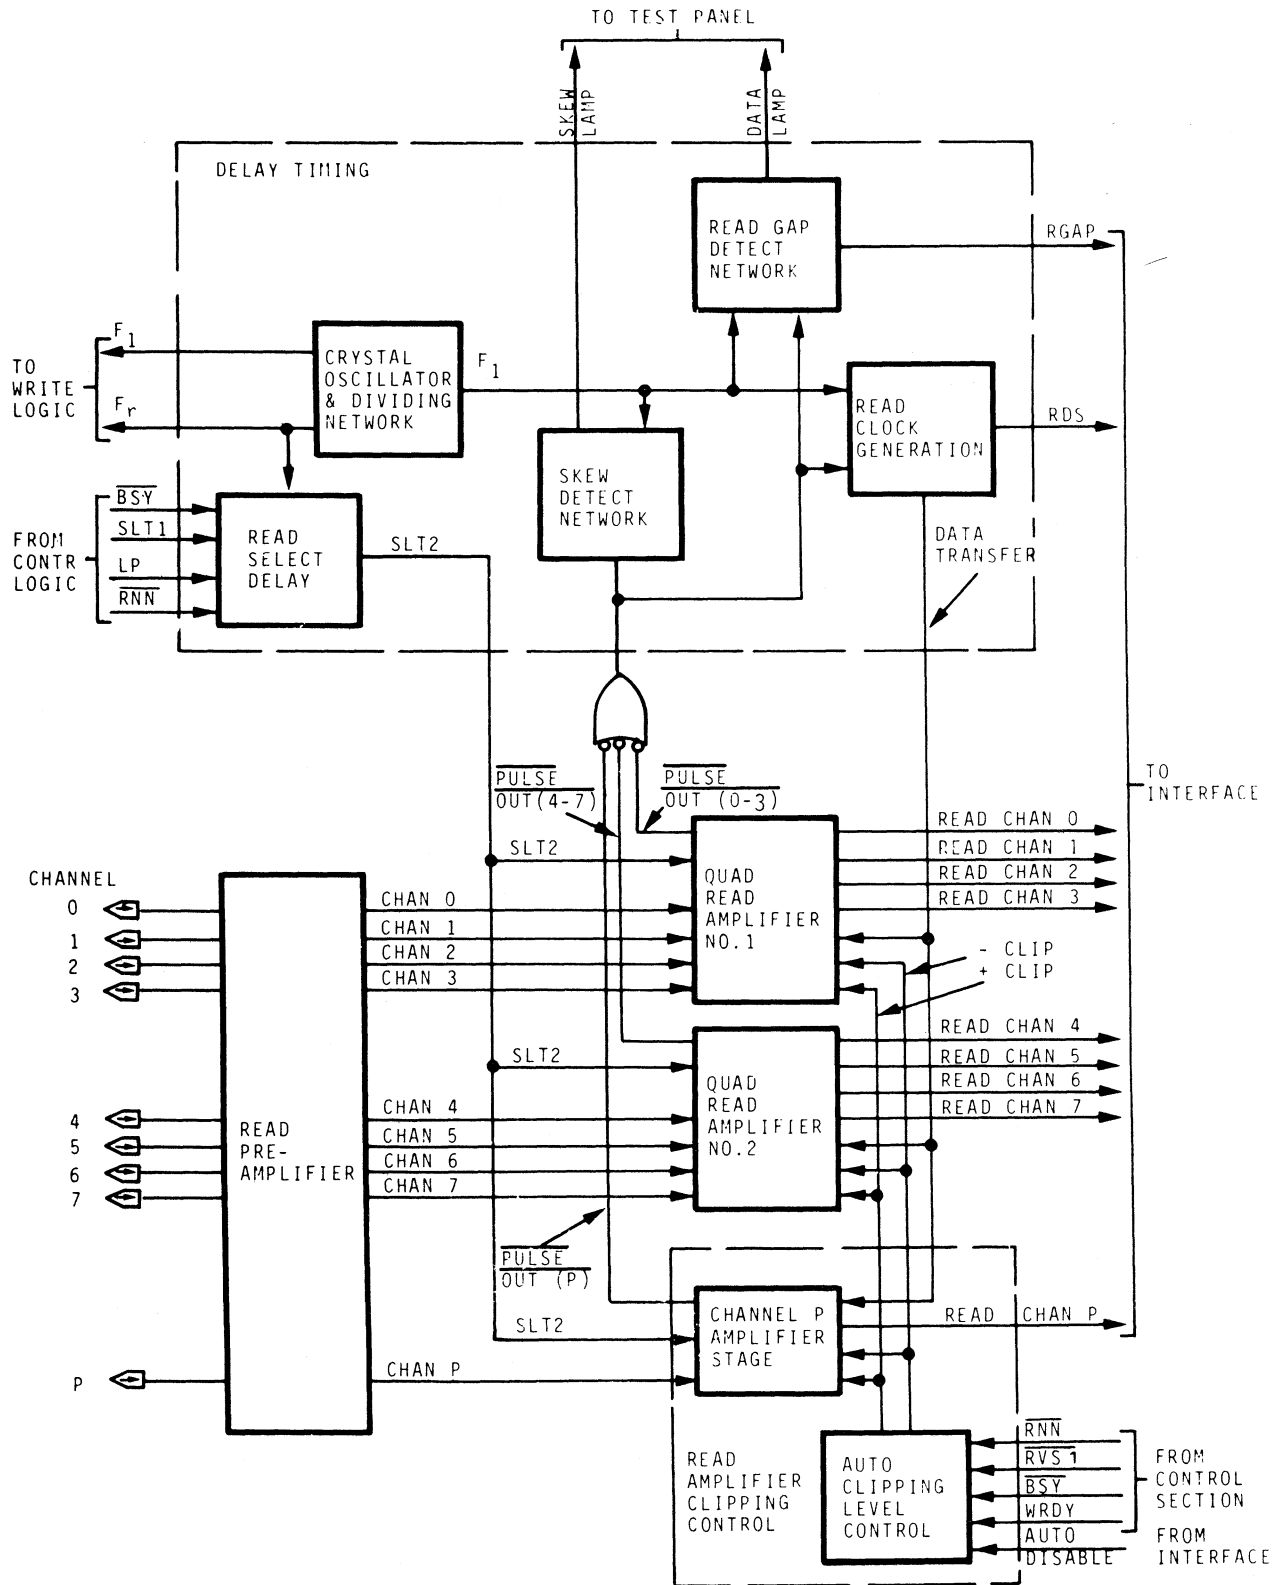 TO TEST PANEL
SKEW
LAMP
DATA
LAMP
DELAY TIMING
READ GAP
DETECT
NETWORK
RGAP
F1
TO
WRITE
LOGIC
Fr
CRYSTAL
OSCILLATOR
& DIVIDING
NETWORK
F1
READ
CLOCK
GENERATION
RDS
SKEW
DETECT
NETWORK
FROM
CONTR
LOGIC
BSY
SLT1
LP
RNN
READ
SELECT
DELAY
SLT2
DATA
TRANSFER
PULSE
OUT(4-7)
PULSE
OUT (0-3)
TO
INTERFACE
SLT2
QUAD
READ
AMPLIFIER
NO.1
READ CHAN 0
READ CHAN 1
READ CHAN 2
READ CHAN 3
CHANNEL
0
1
2
3
CHAN 0
CHAN 1
CHAN 2
CHAN 3
- CLIP
+ CLIP
SLT2
QUAD
READ
AMPLIFIER
NO.2
READ CHAN 4
READ CHAN 5
READ CHAN 6
READ CHAN 7
4
5
6
7
READ
PRE-
AMPLIFIER
CHAN 4
CHAN 5
CHAN 6
CHAN 7
PULSE
OUT (P)
SLT2
CHANNEL P
AMPLIFIER
STAGE
READ CHAN P
P
CHAN P
READ
AMPLIFIER
CLIPPING
CONTROL
AUTO
CLIPPING
LEVEL
CONTROL
RNN
RVS1
BSY
WRDY
AUTO
DISABLE
FROM
CONTROL
SECTION
FROM
INTERFACE